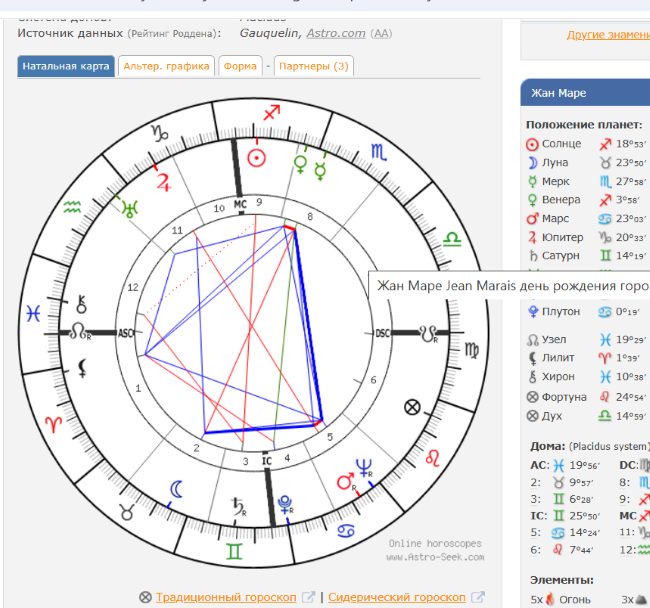 Источник данных (Рейтинг Роддена): Gauquelin, Astro.com (AA)
Другие
Натальная карта
Альтер. графика
Форма
-
Партнеры (3)
Жан Маре
Положение планет:
Солнце 18°53'
Луна 23°50'
Мерк 27°58'
Венера 3°58'
Марс 23°03'
Юпитер 20°33'
Сатурн 14°19'
Жан Маре Jean Marais день рождения
Плутон 0°19'
Узел 19°29'
Лилит 1°39'
Хирон 10°38'
Фортуна 24°54'
Дух 14°59'
Дома: (Placidus system)
AC: 19°56' DC:
2: 9°57' 8:
3: 6°28' 9:
IC: 25°50' MC
5: 14°24' 11:
6: 7°44' 12:
Элементы:
5x Огонь 3x
10 MC 9
11 8
12
ASC DSC
1 6
2 3 IC 4 5
R R R R R R
Online horoscopes
www.Astro-Seek.com
Традиционный гороскоп | Сидерический гороскоп